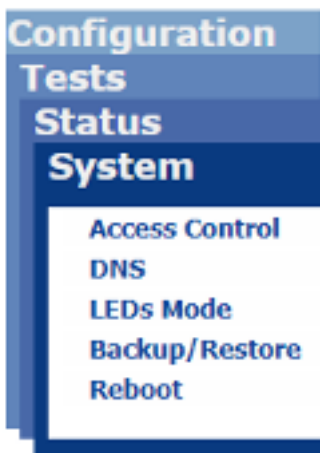 Configuration
Tests
Status
System
Access Control
DNS
LEDs Mode
Backup/Restore
Reboot